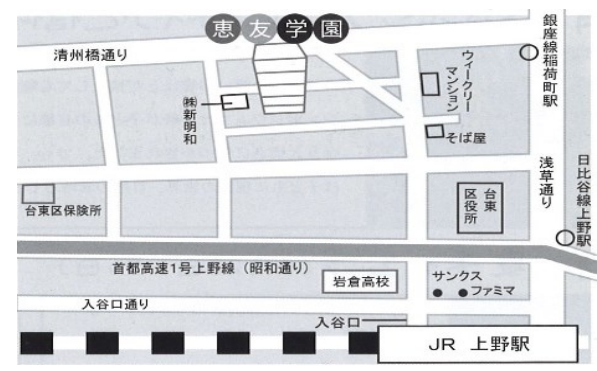 恵友学園
清州橋通り
銀座線稲荷町駅
ウィークリー
マンション
㈱新明和
そば屋
浅草通り
日比谷線上野駅
台東区保険所
台東
区役所
首都高速1号上野線（昭和通り）
岩倉高校
サンクス
ファミマ
入谷口通り
入谷口
JR 上野駅